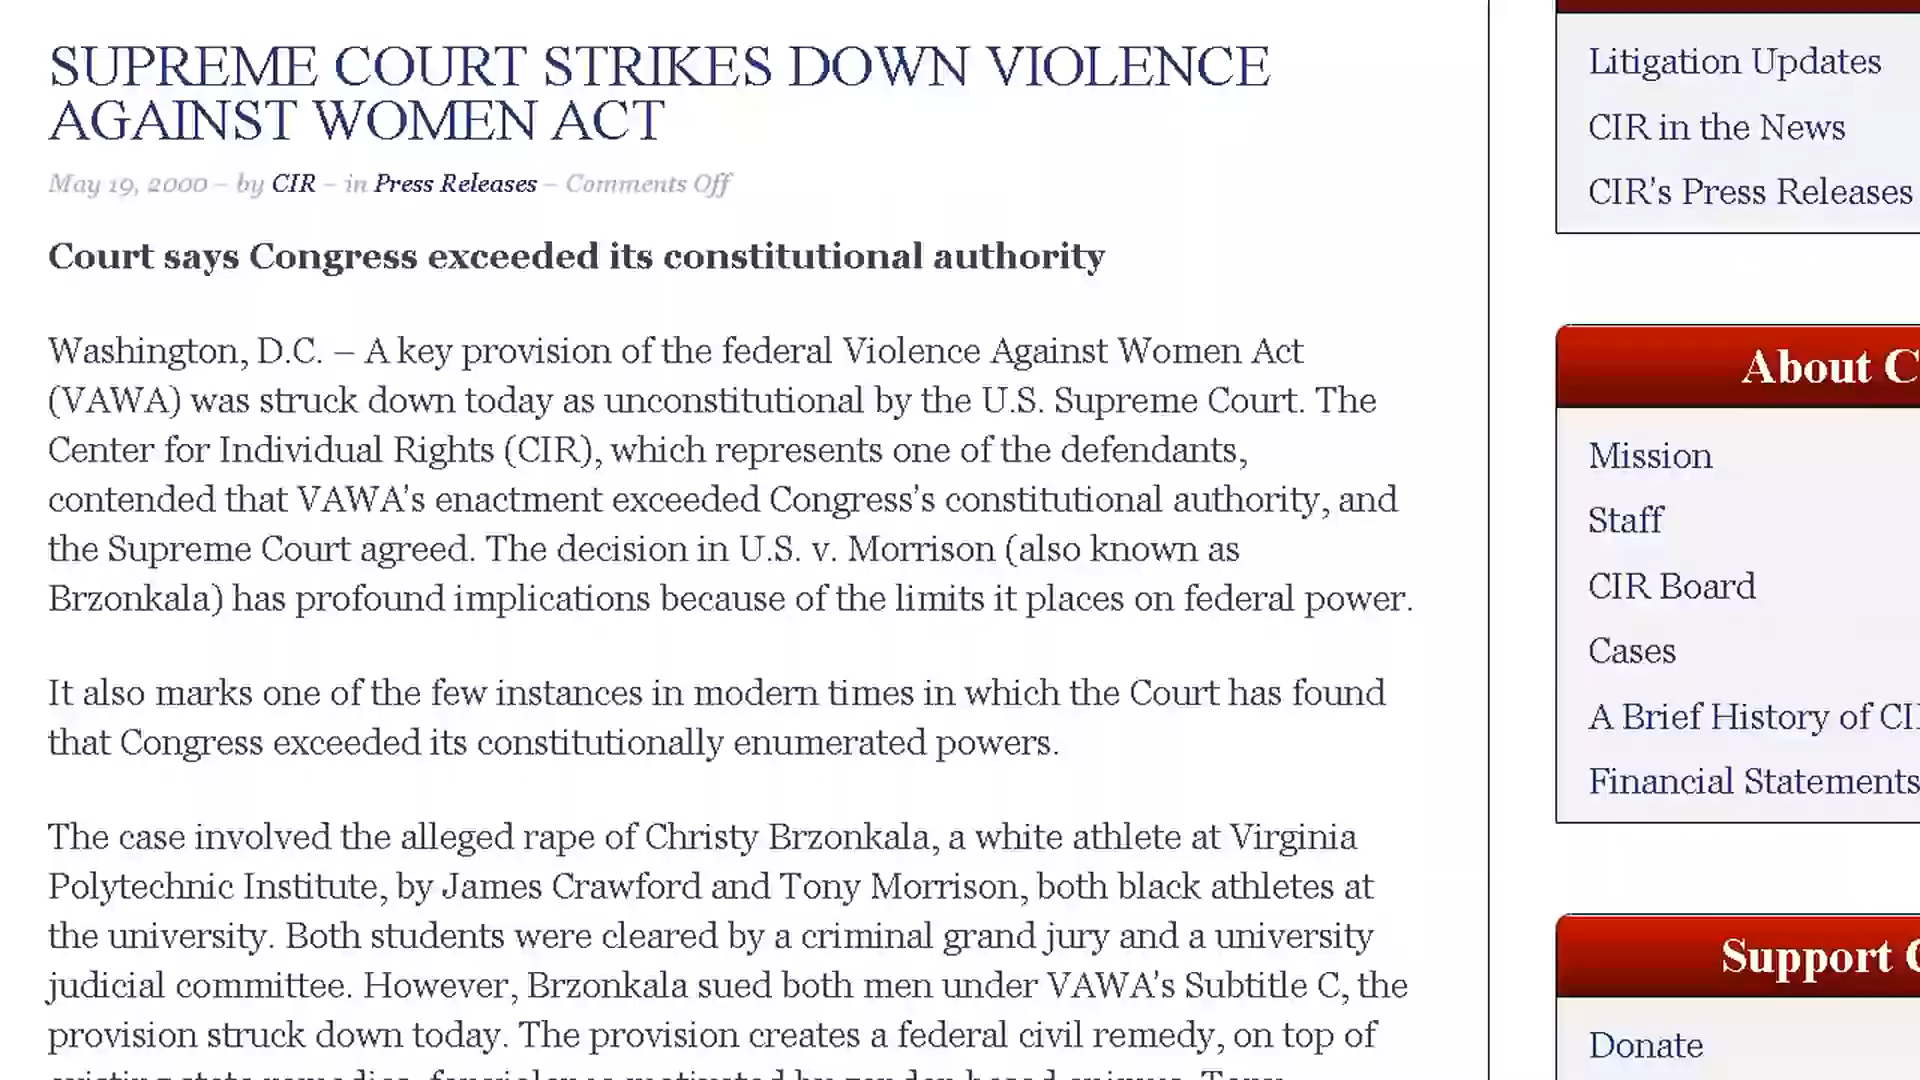 SUPREME COURT STRIKES DOWN VIOLENCE
AGAINST WOMEN ACT
May 19, 2000 – by CIR – in Press Releases – Comments Off
Court says Congress exceeded its constitutional authority
Washington, D.C. – A key provision of the federal Violence Against Women Act
(VAWA) was struck down today as unconstitutional by the U.S. Supreme Court. The
Center for Individual Rights (CIR), which represents one of the defendants,
contended that VAWA's enactment exceeded Congress's constitutional authority, and
the Supreme Court agreed. The decision in U.S. v. Morrison (also known as
Brzonkala) has profound implications because of the limits it places on federal power.
It also marks one of the few instances in modern times in which the Court has found
that Congress exceeded its constitutionally enumerated powers.
The case involved the alleged rape of Christy Brzonkala, a white athlete at Virginia
Polytechnic Institute, by James Crawford and Tony Morrison, both black athletes at
the university. Both students were cleared by a criminal grand jury and a university
judicial committee. However, Brzonkala sued both men under VAWA's Subtitle C, the
provision struck down today. The provision creates a federal civil remedy, on top of
Litigation Updates
CIR in the News
CIR's Press Releases
About
Mission
Staff
CIR Board
Cases
A Brief History of
Financial Statements
Support
Donate